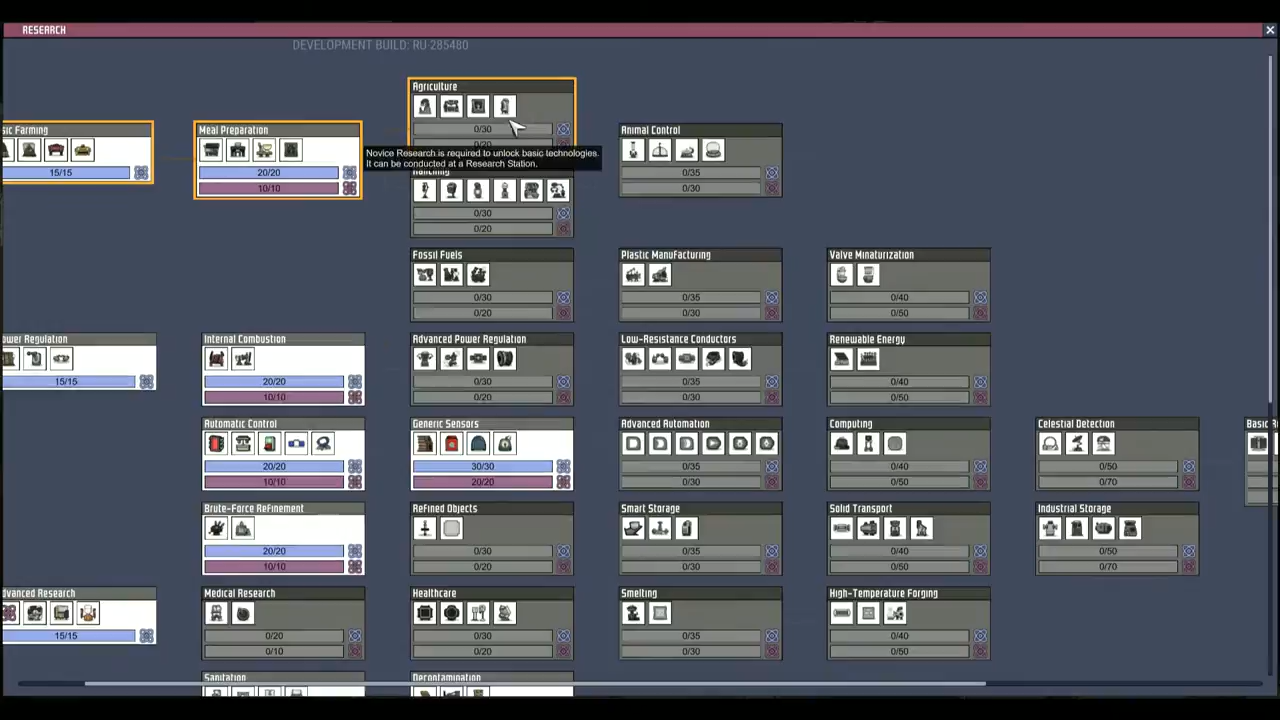 RESEARCH
DEVELOPMENT BUILD: RU 285480
Agriculture
0/30
Farming
15/15
Meal Preparation
20/20
10/10
Novice Research is required to unlock basic technologies.
It can be conducted at a Research Station.
0/30
0/20
Animal Control
0/35
0/30
Fossil Fuels
0/30
0/20
Plastic Manufacturing
0/35
0/30
Valve Minaturization
0/40
0/50
Regulation
15/15
Internal Combustion
20/20
10/10
Advanced Power Regulation
0/30
0/20
Low-Resistance Conductors
0/35
0/30
Renewable Energy
0/40
0/50
Automatic Control
20/20
10/10
Generic Sensors
30/30
20/20
Advanced Automation
0/35
0/30
Computing
0/40
0/50
Celestial Detection
0/50
0/70
Basic
Brute-Force Refinement
20/20
10/10
Refined Objects
0/30
0/20
Smart Storage
0/35
0/30
Solid Transport
0/40
0/50
Industrial Storage
0/50
0/70
Research
15/15
Medical Research
0/20
0/10
Healthcare
0/30
0/20
Smelting
0/35
0/30
High-Temperature Forging
0/40
0/50
Sanitation
Decontamination